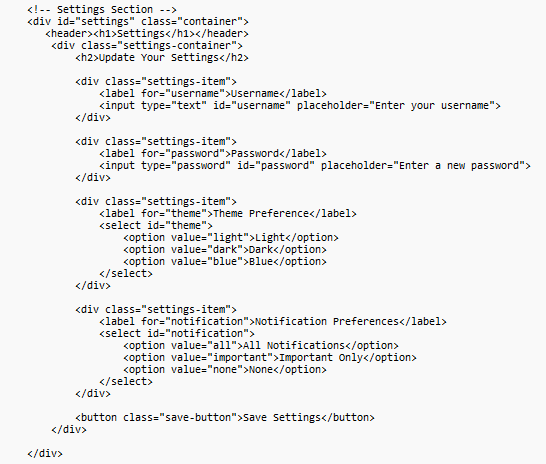 <!-- Settings Section -->
<div id="settings" class="container">
<header><h1>Settings</h1></header>
<div class="settings-container">
<h2>Update Your Settings</h2>
<div class="settings-item">
<label for="username">Username</label>
<input type="text" id="username" placeholder="Enter your username">
</div>
<div class="settings-item">
<label for="password">Password</label>
<input type="password" id="password" placeholder="Enter a new password">
</div>
<div class="settings-item">
<label for="theme">Theme Preference</label>
<select id="theme">
<option value="light">Light</option>
<option value="dark">Dark</option>
<option value="blue">Blue</option>
</select>
</div>
<div class="settings-item">
<label for="notification">Notification Preferences</label>
<select id="notification">
<option value="all">All Notifications</option>
<option value="important">Important Only</option>
<option value="none">None</option>
</select>
</div>
<button class="save-button">Save Settings</button>
</div>
</div>